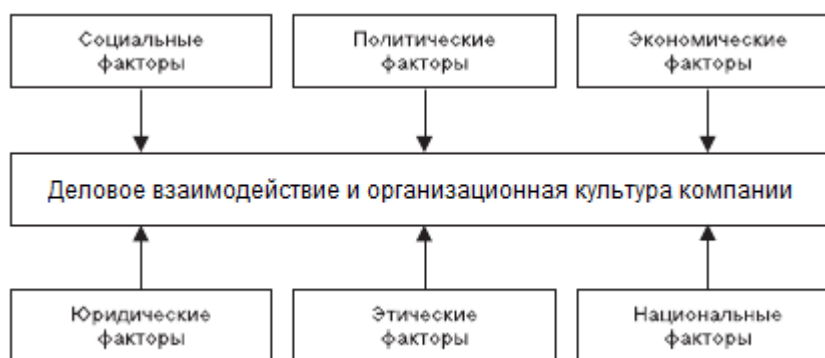 Социальные
факторы
Политические
факторы
Экономические
факторы
Деловое взаимодействие и организационная культура компании
Юридические
факторы
Этические
факторы
Национальные
факторы